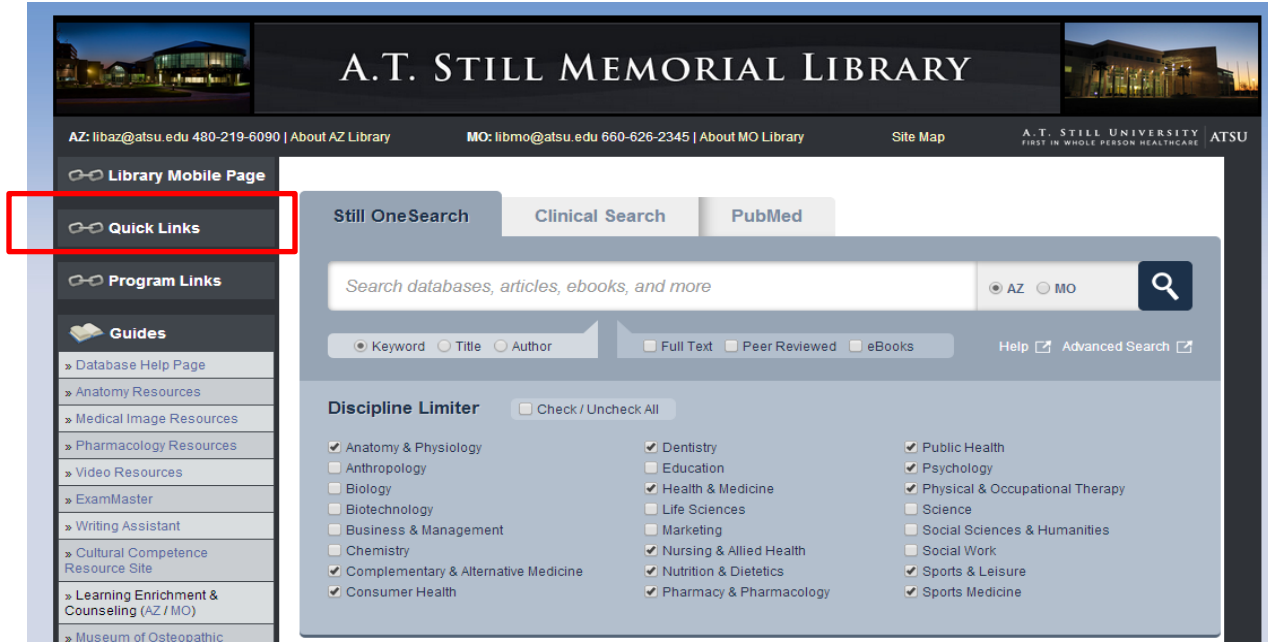 A.T. STILL MEMORIAL LIBRARY
AZ: libaz@atsu.edu 480-219-6090 | About AZ Library MO: libmo@atsu.edu 660-626-2345 | About MO Library Site Map A.T. STILL UNIVERSITY ATSU
FIRST IN WHOLE PERSON HEALTHCARE
Library Mobile Page
Quick Links
Program Links
Guides
» Database Help Page
» Anatomy Resources
» Medical Image Resources
» Pharmacology Resources
» Video Resources
» ExamMaster
» Writing Assistant
» Cultural Competence
Resource Site
» Learning Enrichment &
Counseling (AZ / MO)
» Museum of Osteopathic
Still OneSearch Clinical Search PubMed
Search databases, articles, ebooks, and more AZ MO
Keyword Title Author Full Text Peer Reviewed eBooks Help Advanced Search
Discipline Limiter Check / Uncheck All
Anatomy & Physiology Dentistry Public Health
Anthropology Education Psychology
Biology Health & Medicine Physical & Occupational Therapy
Biotechnology Life Sciences Science
Business & Management Marketing Social Sciences & Humanities
Chemistry Nursing & Allied Health Social Work
Complementary & Alternative Medicine Nutrition & Dietetics Sports & Leisure
Consumer Health Pharmacy & Pharmacology Sports Medicine